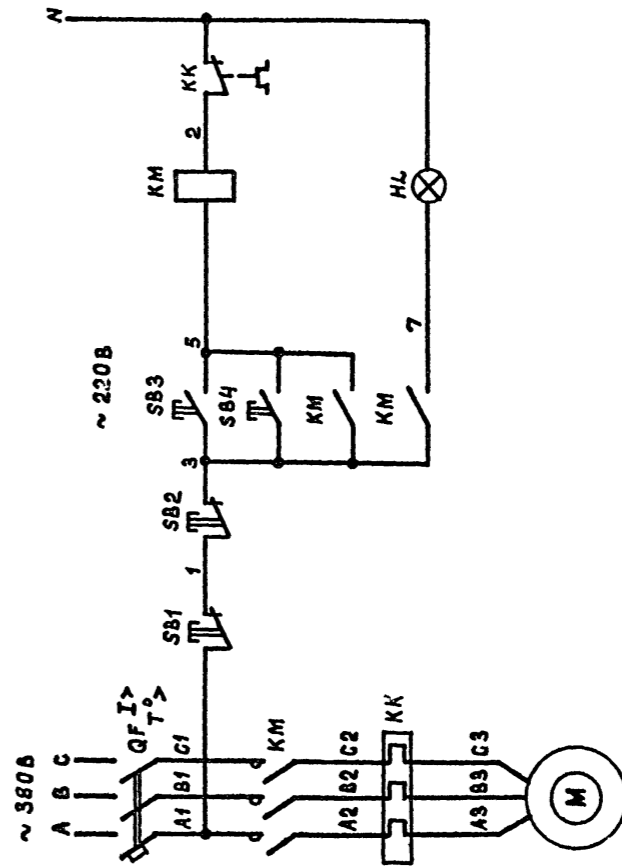 ~ 380В
A
B
C
QF I>
T°>
A1
B1
C1
KM
A2
B2
C2
KK
A3
B3
C3
M
SB1
1
SB2
3
~ 220В
SB3
SB4
KM
KM
5
7
KM
2
KK
HL
N